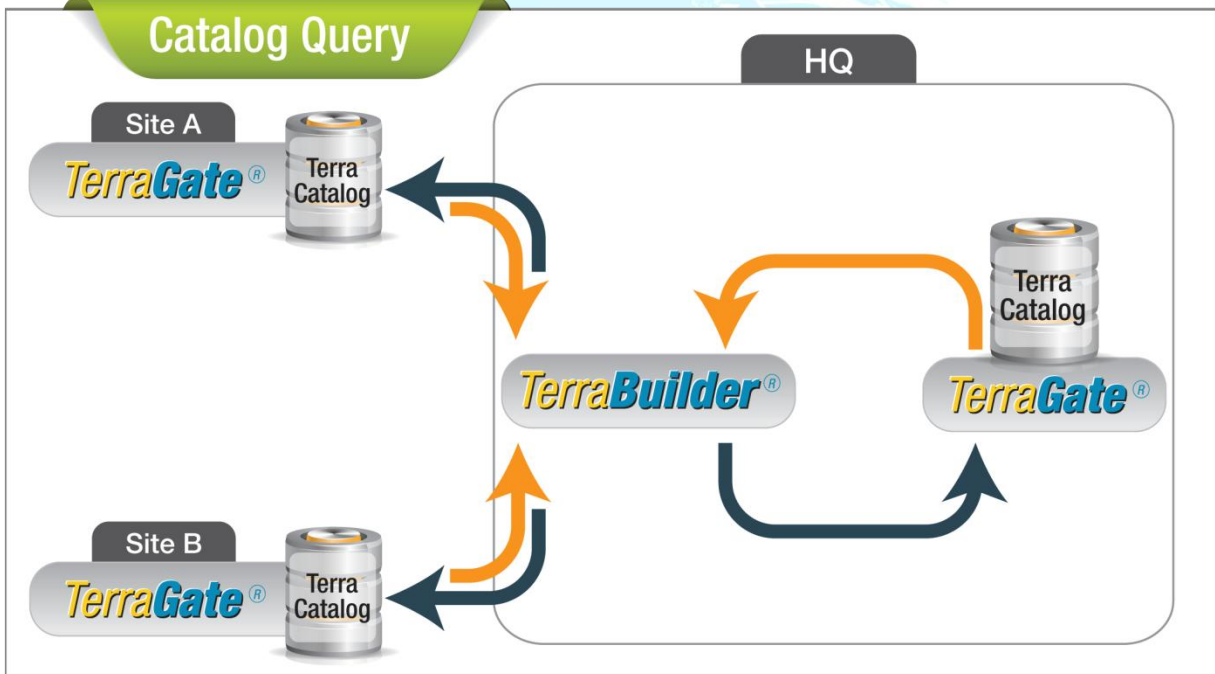 Catalog Query
HQ
Site A
TerraGate®
Terra
Catalog
Terra
Catalog
TerraBuilder®
TerraGate®
Site B
TerraGate®
Terra
Catalog